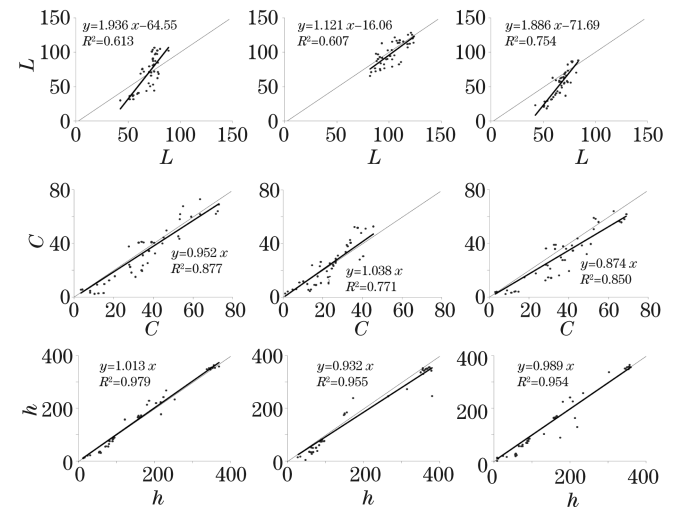 150
100
50
0
L
y=1.936 x−64.55
R²=0.613
0 50 100 150
L
150
100
50
0
y=1.121 x-16.06
R²=0.607
0 50 100 150
L
150
100
50
0
y=1.886 x−71.69
R²=0.754
0 50 100 150
L
80
40
0
C
y=0.952 x
R²=0.877
0 20 40 60 80
C
80
40
0
y=1.038 x
R²=0.771
0 20 40 60 80
C
80
40
0
y=0.874 x
R²=0.850
0 20 40 60 80
C
400
200
0
h
y=1.013 x
R²=0.979
0 200 400
h
400
200
0
y=0.932 x
R²=0.955
0 200 400
h
400
200
0
y=0.989 x
R²=0.954
0 200 400
h